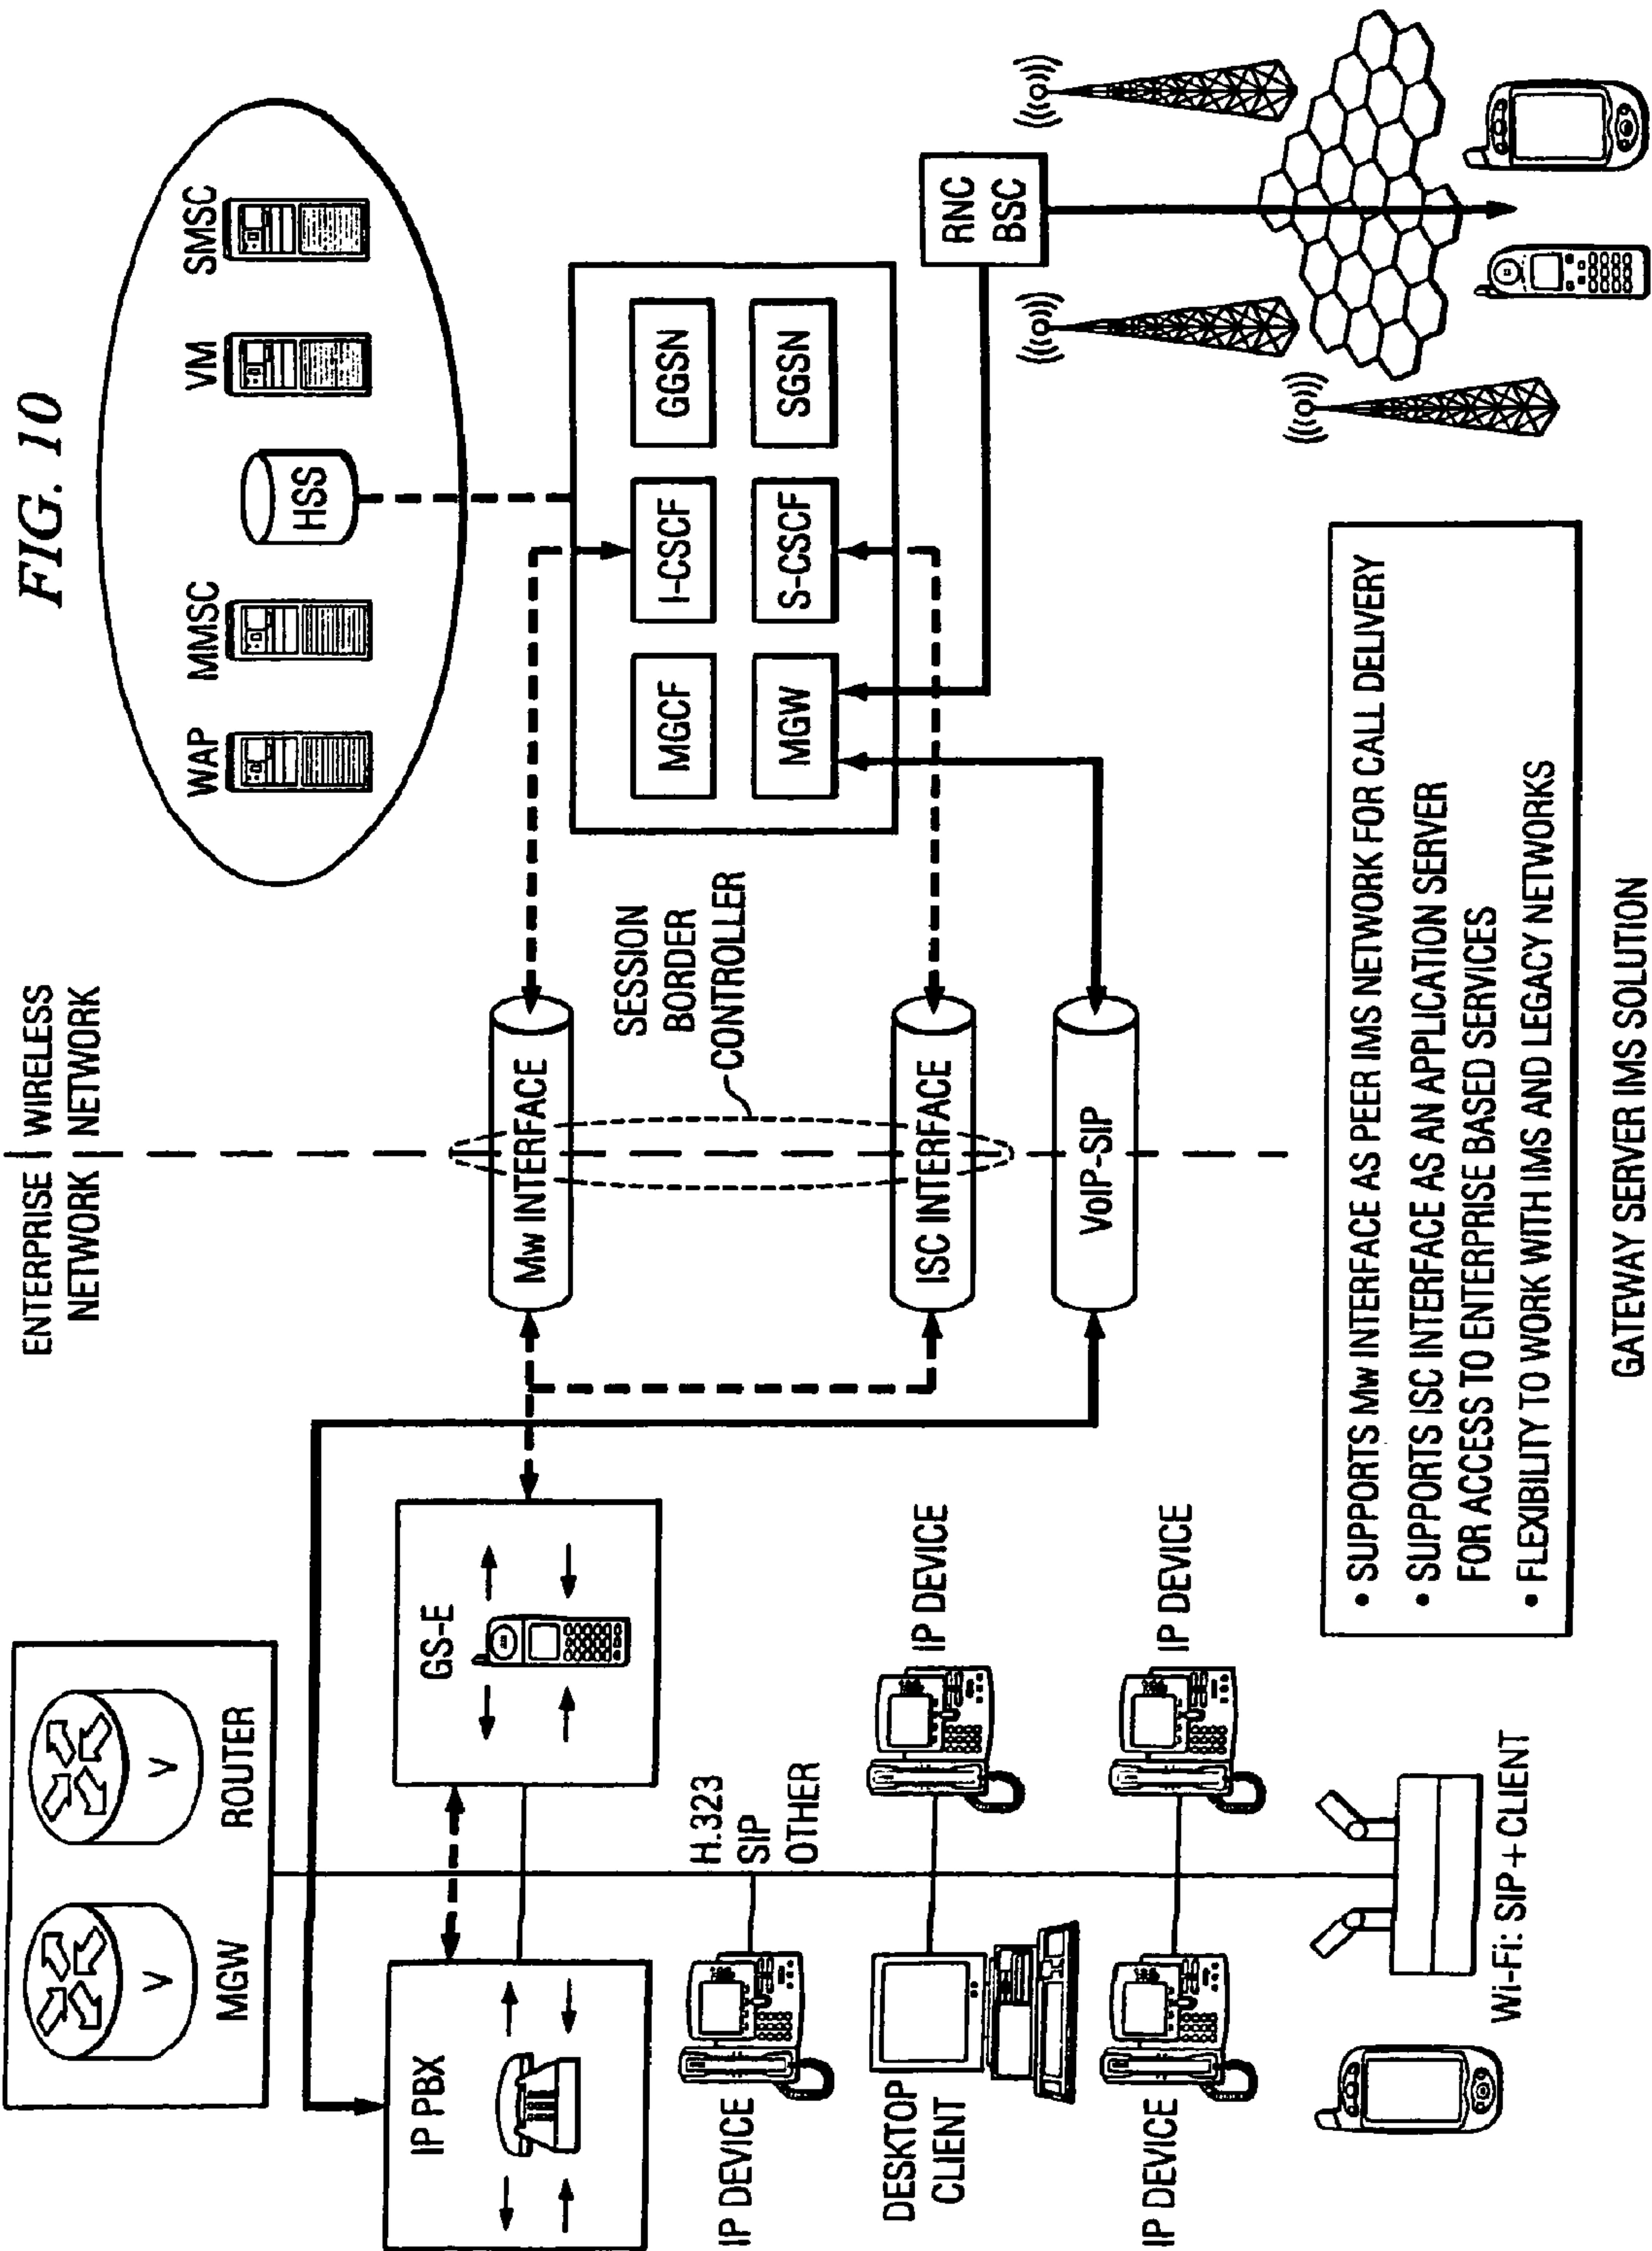 FIG. 10
ENTERPRISE
NETWORK
WIRELESS
NETWORK
MGW
ROUTER
V
V
WAP
MMSC
HSS
VM
SMSC
IP PBX
GS-E
Mw INTERFACE
SESSION
BORDER
CONTROLLER
MGCF
I-CSCF
GGSN
MGW
S-CSCF
SGSN
RNC
BSC
ISC INTERFACE
VoIP-SIP
H.323
SIP
OTHER
IP DEVICE
DESKTOP
CLIENT
IP DEVICE
IP DEVICE
IP DEVICE
Wi-Fi: SIP+CLIENT
• SUPPORTS Mw INTERFACE AS PEER IMS NETWORK FOR CALL DELIVERY
• SUPPORTS ISC INTERFACE AS AN APPLICATION SERVER
FOR ACCESS TO ENTERPRISE BASED SERVICES
• FLEXIBILITY TO WORK WITH IMS AND LEGACY NETWORKS
GATEWAY SERVER IMS SOLUTION